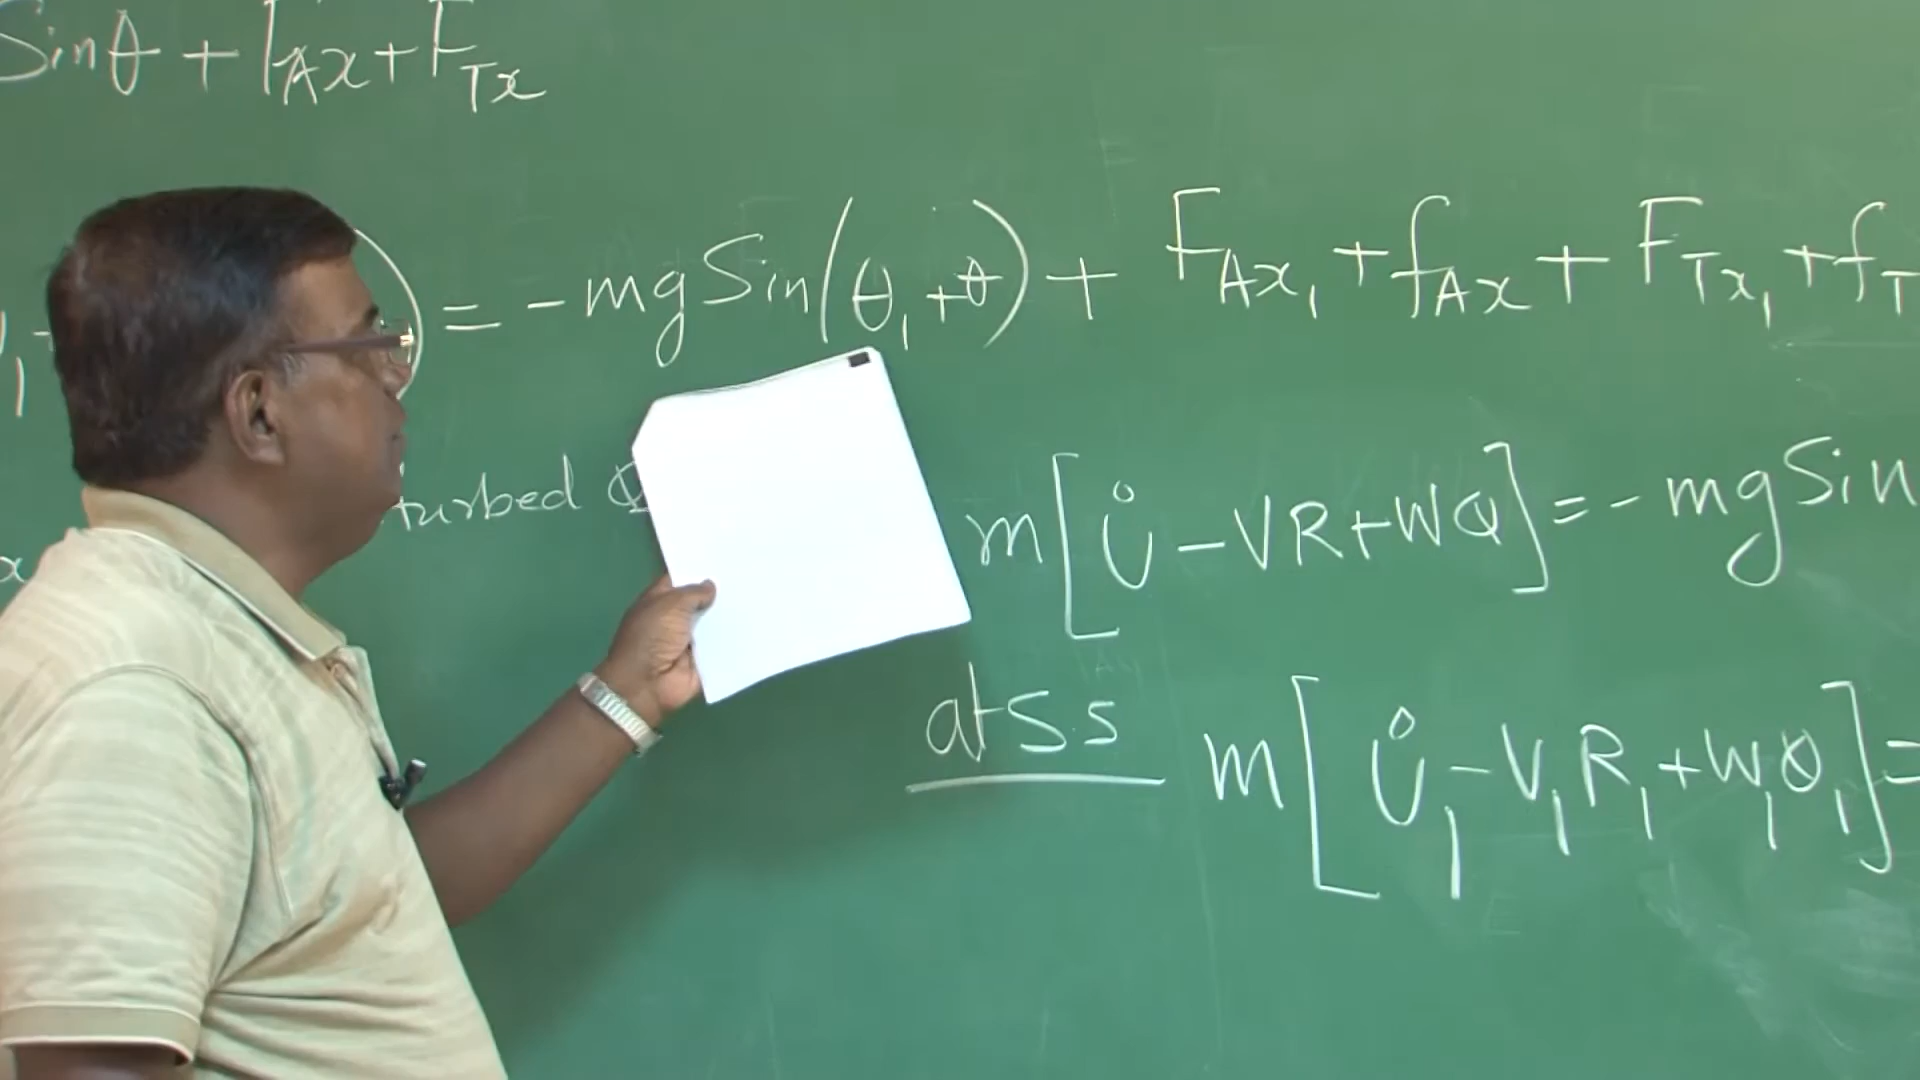 Sinθ + FAx + FTx
) = - mg Sin(θ₁ + θ) + FAx₁ + fAx + FTx₁ + fT
turbed
m[U̇ - VR + WQ] = - mg Sin
at S.S m[U̇₁ - V₁R₁ + W₁Q₁] =